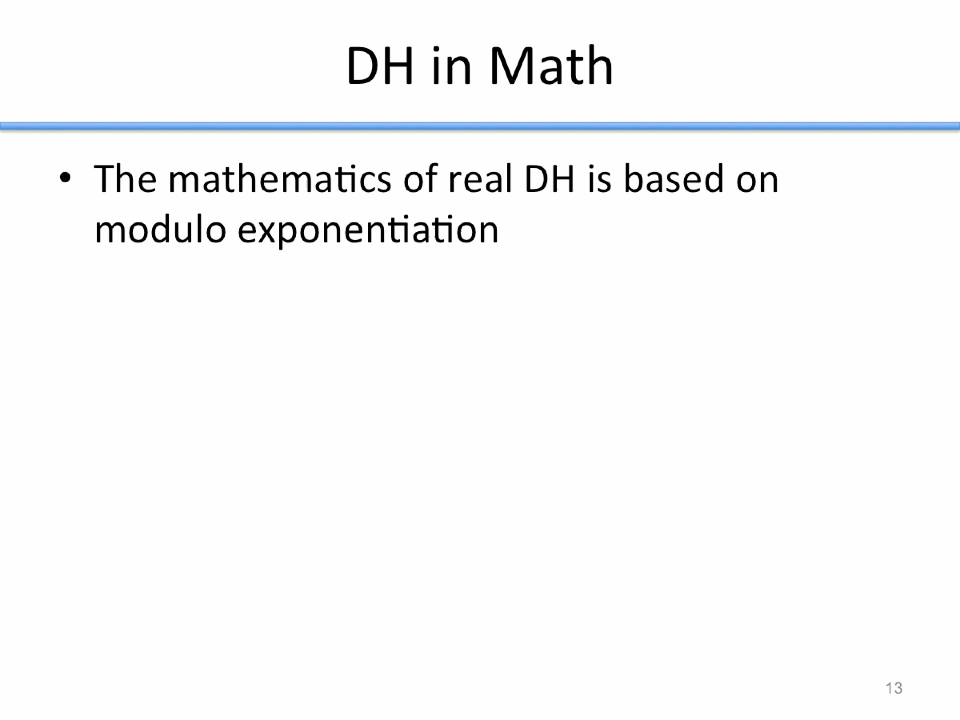 DH in Math
• The mathematics of real DH is based on
modulo exponentiation
13